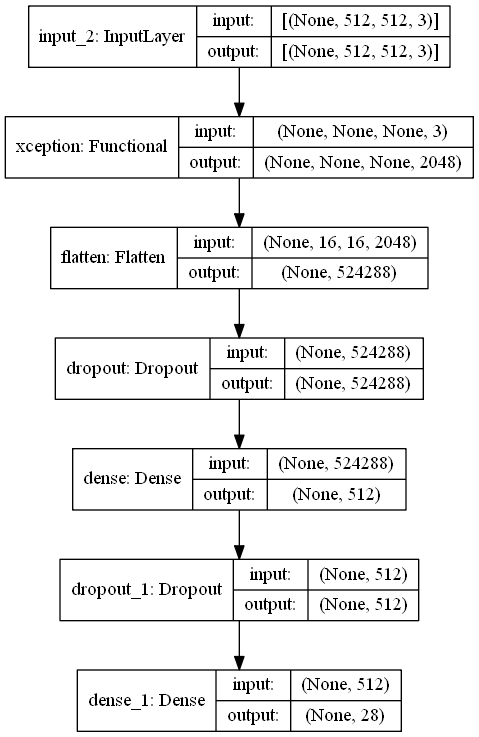 input_2: InputLayer
input:
[(None, 512, 512, 3)]
output:
[(None, 512, 512, 3)]
xception: Functional
input:
(None, None, None, 3)
output:
(None, None, None, 2048)
flatten: Flatten
input:
(None, 16, 16, 2048)
output:
(None, 524288)
dropout: Dropout
input:
(None, 524288)
output:
(None, 524288)
dense: Dense
input:
(None, 524288)
output:
(None, 512)
dropout_1: Dropout
input:
(None, 512)
output:
(None, 512)
dense_1: Dense
input:
(None, 512)
output:
(None, 28)